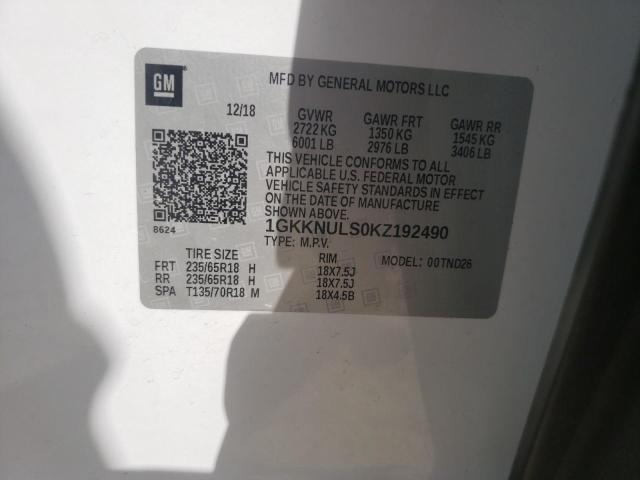 GM
MFD BY GENERAL MOTORS LLC
12/18 GVWR GAWR FRT GAWR RR
2722 KG 1350 KG 1545 KG
6001 LB 2976 LB 3406 LB
THIS VEHICLE CONFORMS TO ALL
APPLICABLE U.S. FEDERAL MOTOR
VEHICLE SAFETY STANDARDS IN EFFECT
ON THE DATE OF MANUFACTURE
SHOWN ABOVE.
8624
1GKKNULS0KZ192490
TYPE: M.P.V. MODEL: 00TND26
TIRE SIZE RIM
FRT 235/65R18 H 18X7.5J
RR 235/65R18 H 18X7.5J
SPA T135/70R18 M 18X4.5B